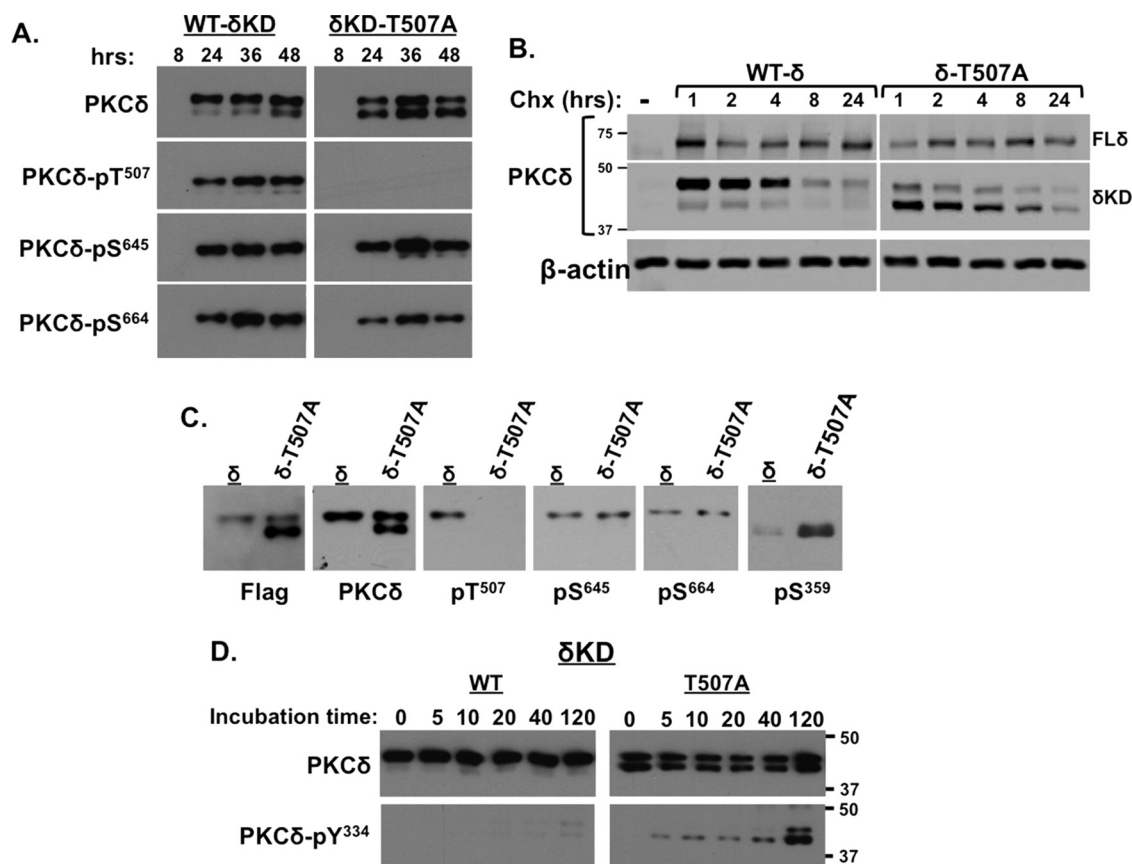 A.
WT-δKD δKD-T507A
hrs: 8 24 36 48 8 24 36 48
PKCδ
PKCδ-pT507
PKCδ-pS645
PKCδ-pS664
B.
WT-δ δ-T507A
Chx (hrs): - 1 2 4 8 24 1 2 4 8 24
75
FLδ
PKCδ
50
δKD
37
β-actin
C.
δ δ-T507A δ δ-T507A δ δ-T507A δ δ-T507A δ δ-T507A δ δ-T507A
Flag PKCδ pT507 pS645 pS664 pS359
D.
δKD
WT T507A
Incubation time: 0 5 10 20 40 120 0 5 10 20 40 120
50
PKCδ
37
50
PKCδ-pY334
37